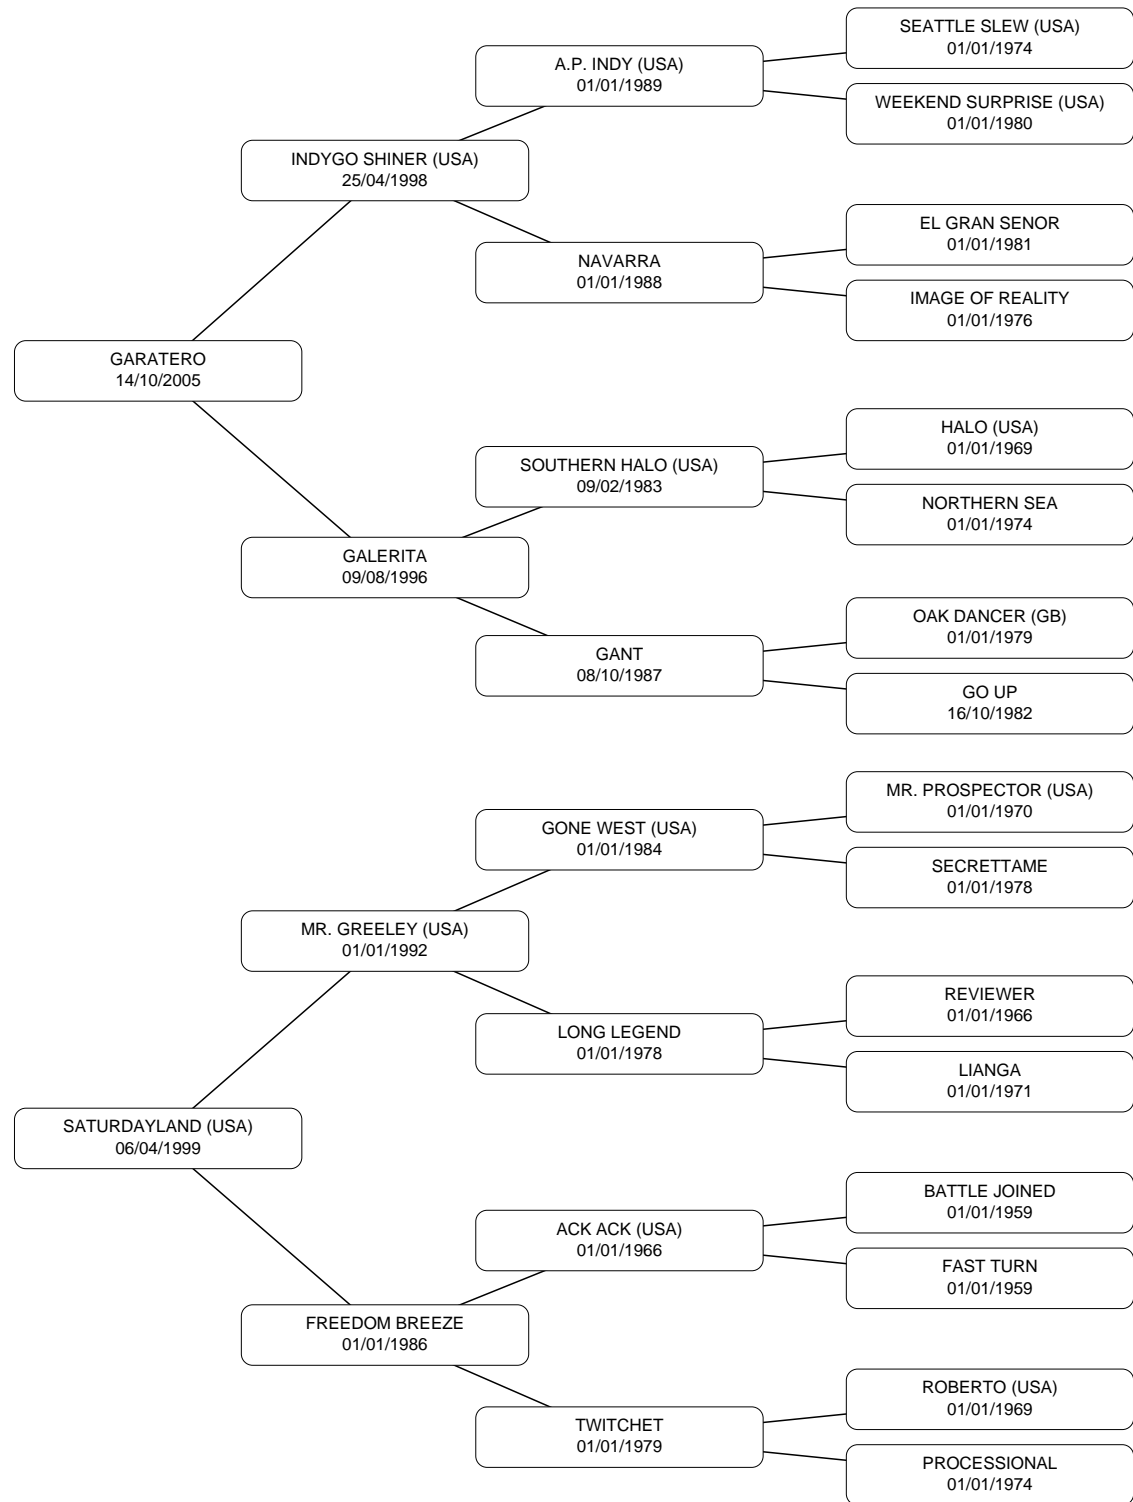 SEATTLE SLEW (USA)
01/01/1974
A.P. INDY (USA)
01/01/1989
WEEKEND SURPRISE (USA)
01/01/1980
INDYGO SHINER (USA)
25/04/1998
EL GRAN SENOR
01/01/1981
NAVARRA
01/01/1988
IMAGE OF REALITY
01/01/1976
GARATERO
14/10/2005
HALO (USA)
01/01/1969
SOUTHERN HALO (USA)
09/02/1983
NORTHERN SEA
01/01/1974
GALERITA
09/08/1996
OAK DANCER (GB)
01/01/1979
GANT
08/10/1987
GO UP
16/10/1982
MR. PROSPECTOR (USA)
01/01/1970
GONE WEST (USA)
01/01/1984
SECRETTAME
01/01/1978
MR. GREELEY (USA)
01/01/1992
REVIEWER
01/01/1966
LONG LEGEND
01/01/1978
LIANGA
01/01/1971
SATURDAYLAND (USA)
06/04/1999
BATTLE JOINED
01/01/1959
ACK ACK (USA)
01/01/1966
FAST TURN
01/01/1959
FREEDOM BREEZE
01/01/1986
ROBERTO (USA)
01/01/1969
TWITCHET
01/01/1979
PROCESSIONAL
01/01/1974